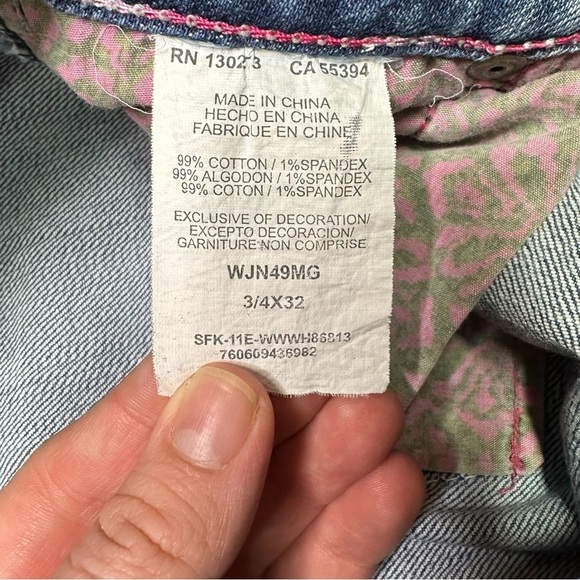 RN 13023 CA 55394
MADE IN CHINA
HECHO EN CHINA
FABRIQUE EN CHINE
99% COTTON / 1%SPANDEX
99% ALGODON / 1%SPANDEX
99% COTON / 1%SPANDEX
EXCLUSIVE OF DECORATION/
EXCEPTO DECORACION/
GARNITURE NON COMPRISE
WJN49MG
3/4X32
SFK-11E-WWWH86813
760609436982